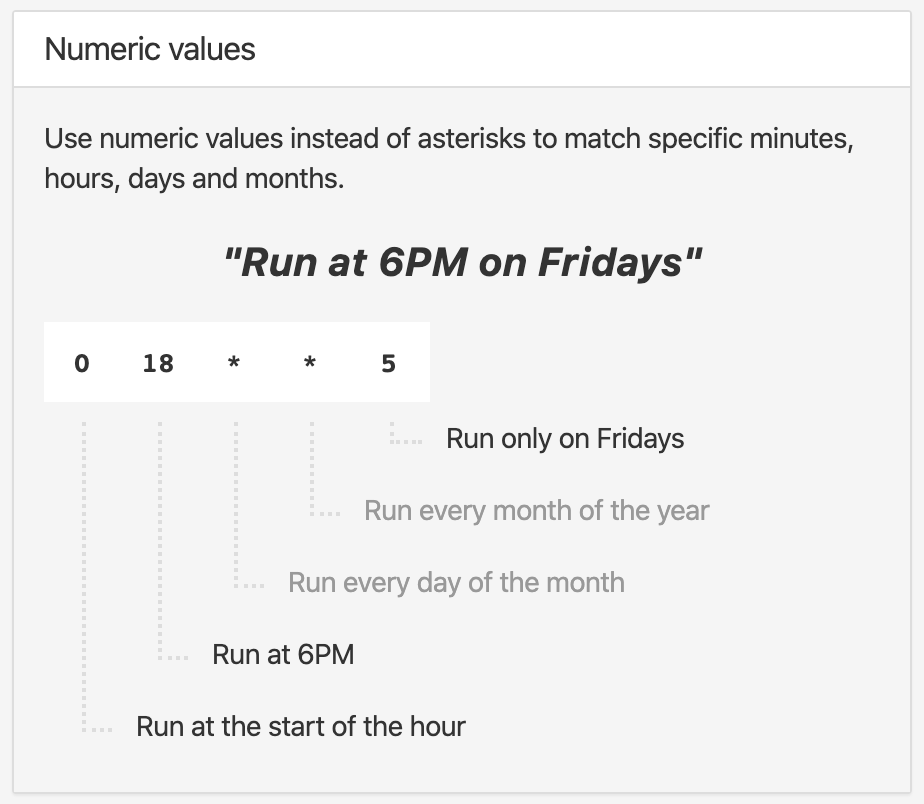 Numeric values
Use numeric values instead of asterisks to match specific minutes,
hours, days and months.
"Run at 6PM on Fridays"
0 18 * * 5
Run only on Fridays
Run every month of the year
Run every day of the month
Run at 6PM
Run at the start of the hour